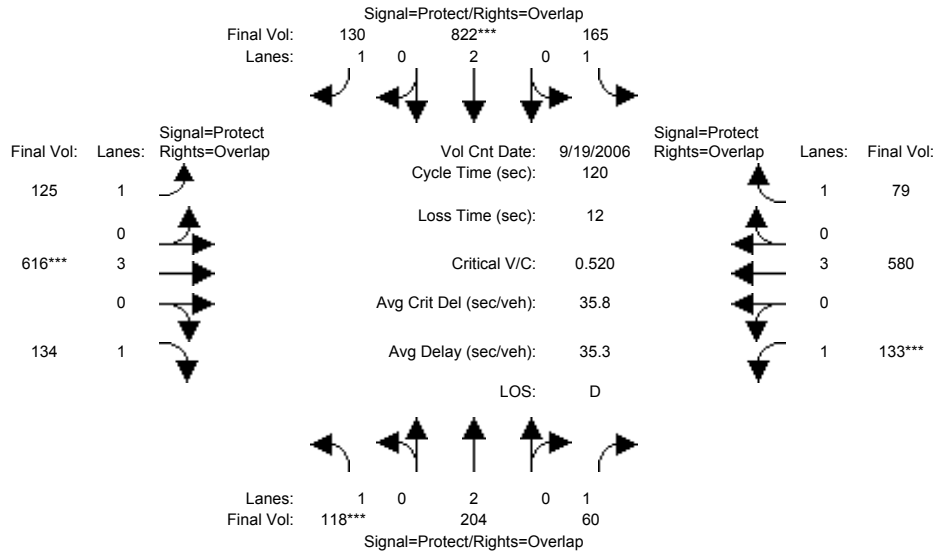 Signal=Protect/Rights=Overlap
Final Vol: 130 822*** 165
Lanes: 1 0 2 0 1
Signal=Protect Signal=Protect
Final Vol: Lanes: Rights=Overlap Vol Cnt Date: 9/19/2006 Rights=Overlap Lanes: Final Vol:
Cycle Time (sec): 120
125 1 1 79
Loss Time (sec): 12
0 0
616*** 3 Critical V/C: 0.520 3 580
0 Avg Crit Del (sec/veh): 35.8 0
134 1 Avg Delay (sec/veh): 35.3 1 133***
LOS: D
Lanes: 1 0 2 0 1
Final Vol: 118*** 204 60
Signal=Protect/Rights=Overlap